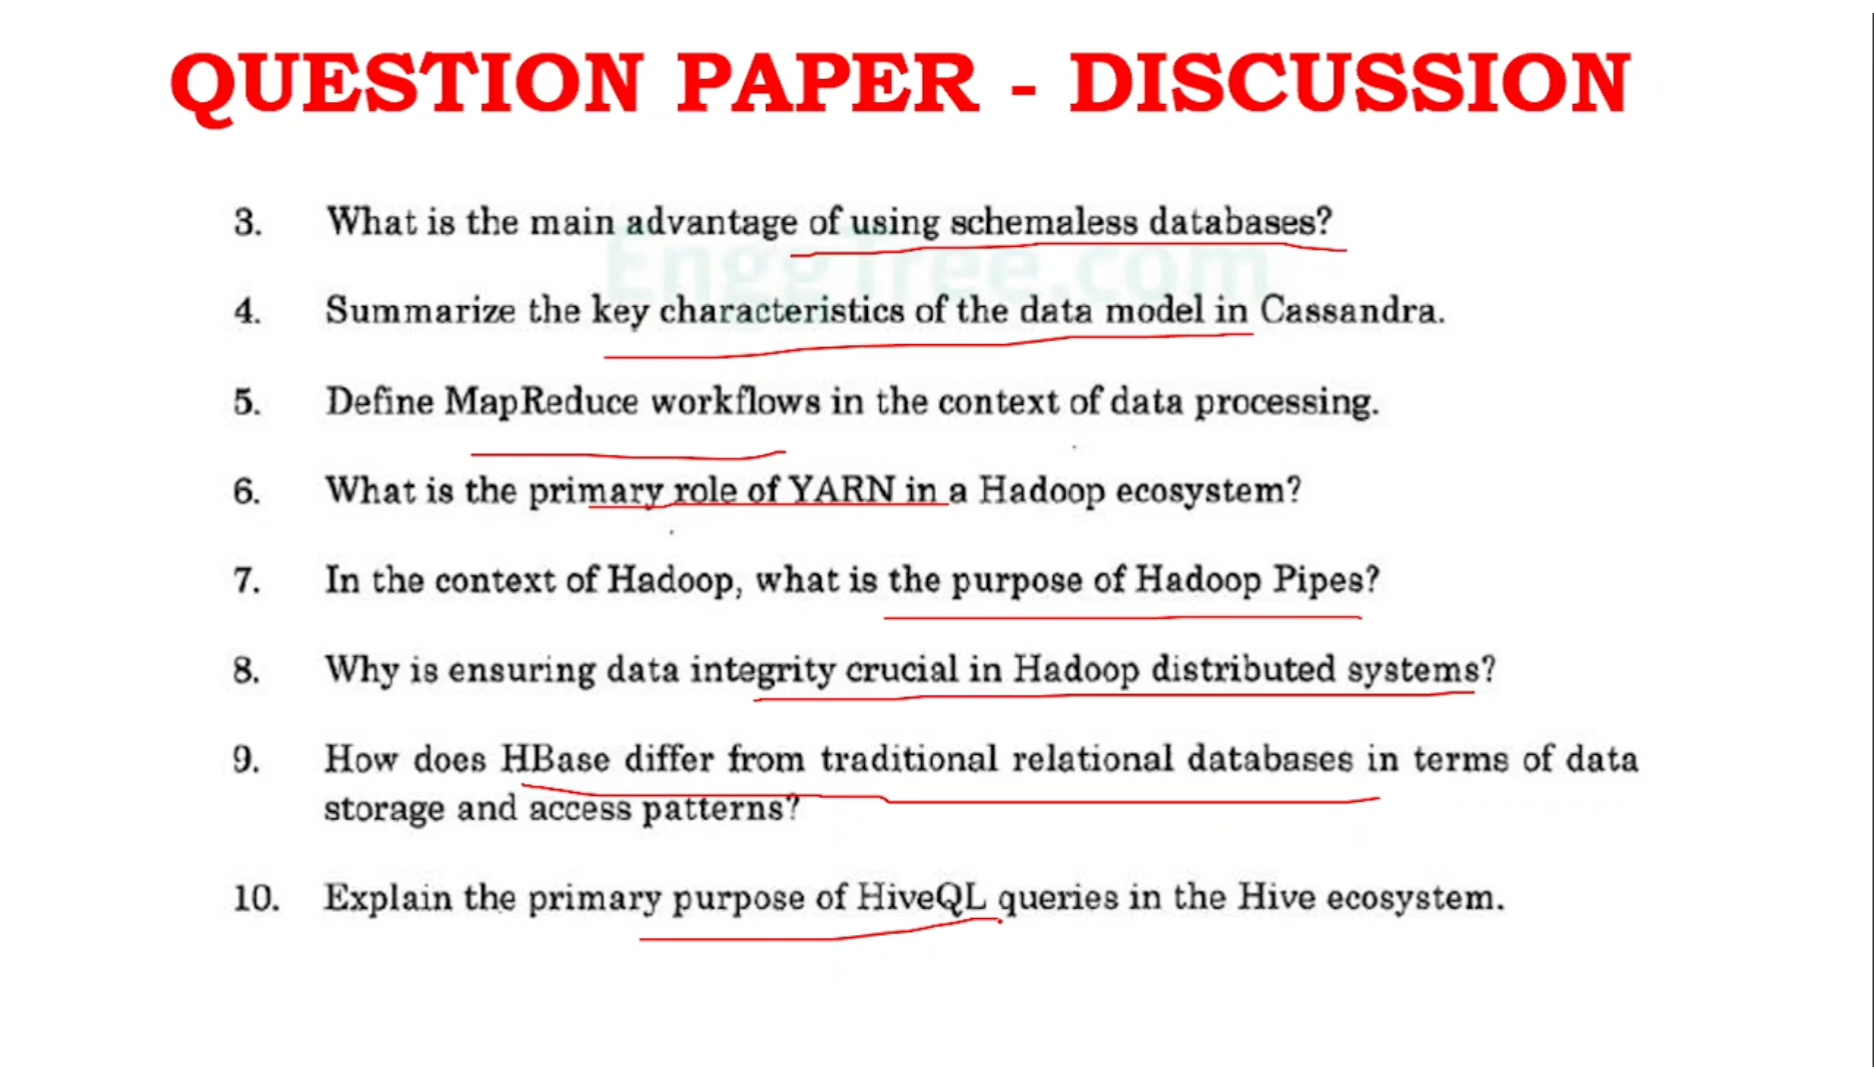 QUESTION PAPER - DISCUSSION
3. What is the main advantage of using schemaless databases?
EnggTree.com
4. Summarize the key characteristics of the data model in Cassandra.
5. Define MapReduce workflows in the context of data processing.
6. What is the primary role of YARN in a Hadoop ecosystem?
7. In the context of Hadoop, what is the purpose of Hadoop Pipes?
8. Why is ensuring data integrity crucial in Hadoop distributed systems?
9. How does HBase differ from traditional relational databases in terms of data
storage and access patterns?
10. Explain the primary purpose of HiveQL queries in the Hive ecosystem.